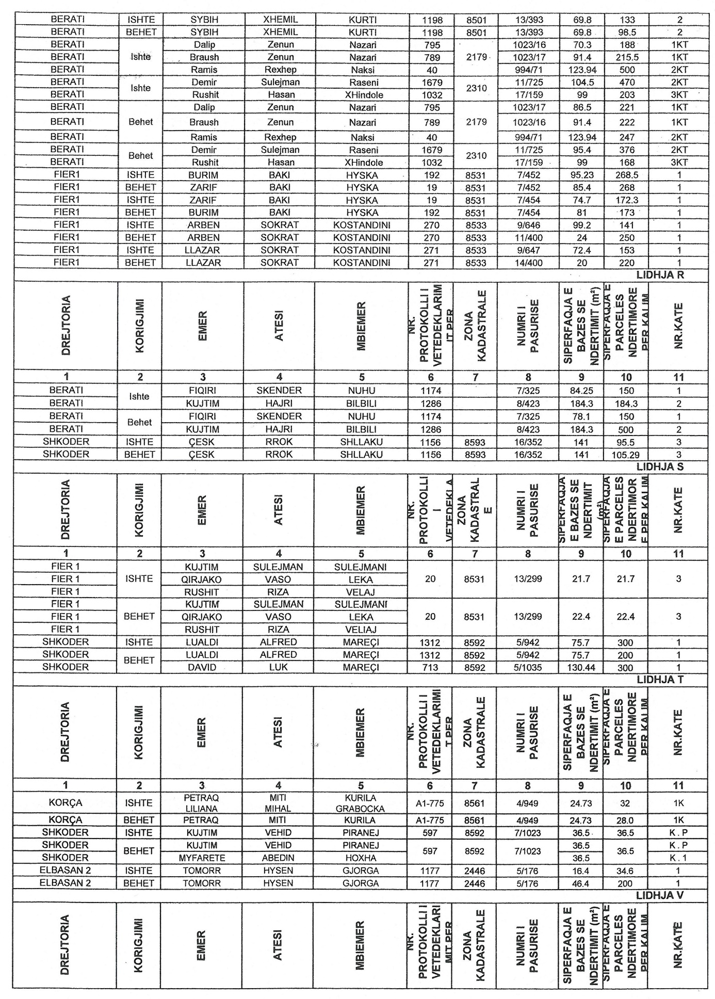 BERATI ISHTE SYBIH XHEMIL KURTI 1198 8501 13/393 69.8 133 2
BERATI BEHET SYBIH XHEMIL KURTI 1198 8501 13/393 69.8 98.5 2
BERATI Ishte Dalip Zenun Nazari 795 2179 1023/16 70.3 188 1KT
BERATI Braush Zenun Nazari 789 1023/17 91.4 215.5 1KT
BERATI Ramis Rexhep Naksi 40 994/71 123.94 500 2KT
BERATI Ishte Demir Sulejman Raseni 1679 2310 11/725 104.5 470 2KT
BERATI Rushit Hasan XHindole 1032 17/159 99 203 3KT
BERATI Behet Dalip Zenun Nazari 795 2179 1023/17 86.5 221 1KT
BERATI Braush Zenun Nazari 789 1023/16 91.4 222 1KT
BERATI Ramis Rexhep Naksi 40 994/71 123.94 247 2KT
BERATI Behet Demir Sulejman Raseni 1679 2310 11/725 95.4 376 2KT
BERATI Rushit Hasan XHindole 1032 17/159 99 168 3KT
FIER1 ISHTE BURIM BAKI HYSKA 192 8531 7/452 95.23 268.5 1
FIER1 BEHET ZARIF BAKI HYSKA 19 8531 7/452 85.4 268 1
FIER1 ISHTE ZARIF BAKI HYSKA 19 8531 7/454 74.7 172.3 1
FIER1 BEHET BURIM BAKI HYSKA 192 8531 7/454 81 173 1
FIER1 ISHTE ARBEN SOKRAT KOSTANDINI 270 8533 9/646 99.2 141 1
FIER1 BEHET ARBEN SOKRAT KOSTANDINI 270 8533 11/400 24 250 1
FIER1 ISHTE LLAZAR SOKRAT KOSTANDINI 271 8533 9/647 72.4 153 1
FIER1 BEHET LLAZAR SOKRAT KOSTANDINI 271 8533 14/400 20 220 1
LIDHJA R
DREJTORIA
KORIGJIMI
EMER
ATESI
MBIEMER
NR.
PROTOKOLLI I
VETEDEKLARIM
IT PER
ZONA
KADASTRALE
NUMRI I
PASURISE
SIPERFAQJA E
BAZES SE
NDERTIMIT (m²)
SIPERFAQJA E
PARCELES
NDERTIMORE
PER KALIM
NR.KATE
1 2 3 4 5 6 7 8 9 10 11
BERATI Ishte FIQIRI SKENDER NUHU 1174 7/325 84.25 150 1
BERATI KUJTIM HAJRI BILBILI 1286 8/423 184.3 184.3 2
BERATI Behet FIQIRI SKENDER NUHU 1174 7/325 78.1 150 1
BERATI KUJTIM HAJRI BILBILI 1286 8/423 184.3 500 2
SHKODER ISHTE ÇESK RROK SHLLAKU 1156 8593 16/352 141 95.5 3
SHKODER BEHET ÇESK RROK SHLLAKU 1156 8593 16/352 141 105.29 3
LIDHJA S
DREJTORIA
KORIGJIMI
EMER
ATESI
MBIEMER
NR.
PROTOKOLLI
I
VETEDEKLA
ZONA
KADASTRAL
E
NUMRI I
PASURISE
SIPERFAQJA
E BAZES SE
NDERTIMIT
(m²)
SIPERFAQJA
E PARCELES
NDERTIMOR
E PER KALIM
NR.KATE
1 2 3 4 5 6 7 8 9 10 11
FIER 1 ISHTE KUJTIM SULEJMAN SULEJMANI
FIER 1 QIRJAKO VASO LEKA 20 8531 13/299 21.7 21.7 3
FIER 1 RUSHIT RIZA VELAJ
FIER 1 BEHET KUJTIM SULEJMAN SULEJMANI
FIER 1 QIRJAKO VASO LEKA 20 8531 13/299 22.4 22.4 3
FIER 1 RUSHIT RIZA VELIAJ
SHKODER ISHTE LUALDI ALFRED MAREÇI 1312 8592 5/942 75.7 300 1
SHKODER BEHET LUALDI ALFRED MAREÇI 1312 8592 5/942 75.7 200 1
SHKODER DAVID LUK MAREÇI 713 8592 5/1035 130.44 300 1
LIDHJA T
DREJTORIA
KORIGJIMI
EMER
ATESI
MBIEMER
NR.
PROTOKOLLI I
VETEDEKLARIMI
T PER
ZONA
KADASTRALE
NUMRI I
PASURISE
SIPERFAQJA E
BAZES SE
NDERTIMIT (m²)
SIPERFAQJA E
PARCELES
NDERTIMORE
PER KALIM
NR.KATE
1 2 3 4 5 6 7 8 9 10 11
KORÇA ISHTE PETRAQ MITI KURILA A1-775 8561 4/949 24.73 32 1K
LILIANA MIHAL GRABOCKA
KORÇA BEHET PETRAQ MITI KURILA A1-775 8561 4/949 24.73 28.0 1K
SHKODER ISHTE KUJTIM VEHID PIRANEJ 597 8592 7/1023 36.5 36.5 K . P
SHKODER BEHET KUJTIM VEHID PIRANEJ 597 8592 7/1023 36.5 36.5 K . P
SHKODER MYFARETE ABEDIN HOXHA 36.5 K . 1
ELBASAN 2 ISHTE TOMORR HYSEN GJORGA 1177 2446 5/176 16.4 34.6 1
ELBASAN 2 BEHET TOMORR HYSEN GJORGA 1177 2446 5/176 46.4 200 1
LIDHJA V
DREJTORIA
KORIGJIMI
EMER
ATESI
MBIEMER
NR.
PROTOKOLLI I
VETEDEKLARI
MIT PER
ZONA
KADASTRALE
NUMRI I
PASURISE
SIPERFAQJA E
BAZES SE
NDERTIMIT (m²)
SIPERFAQJA E
PARCELES
NDERTIMORE
PER KALIM
NR.KATE